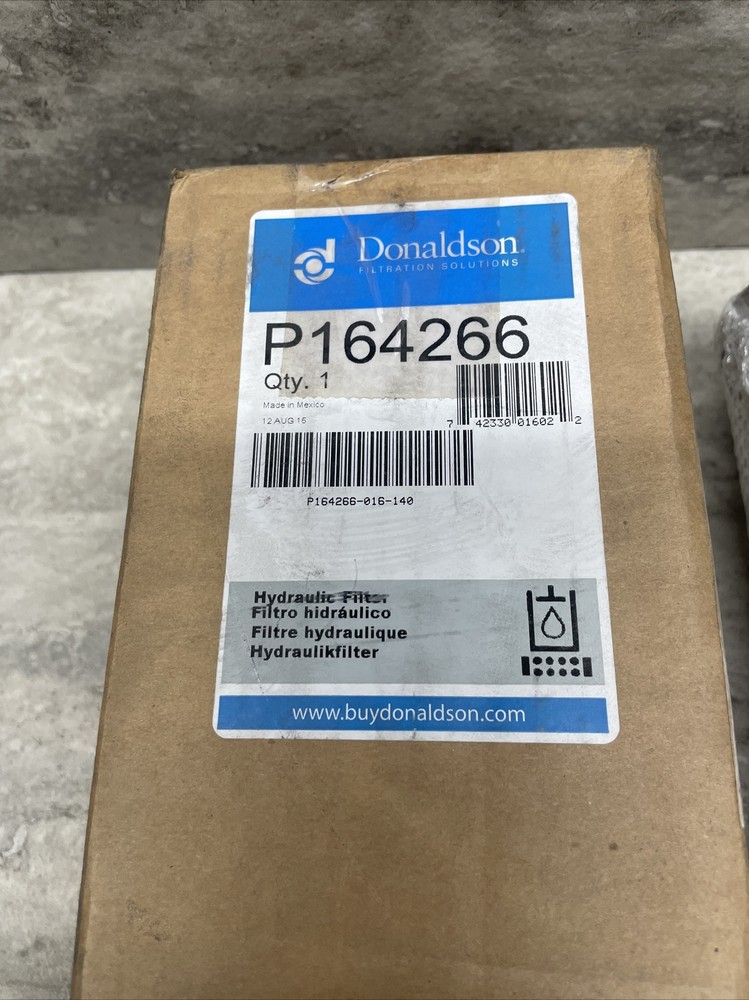 Donaldson.
FILTRATION SOLUTIONS
P164266
Qty. 1
Made in Mexico
12 AUG 15
7 42330 01602 2
P164266-016-140
Hydraulic Filter
Filtro hidráulico
Filtre hydraulique
Hydraulikfilter
www.buydonaldson.com